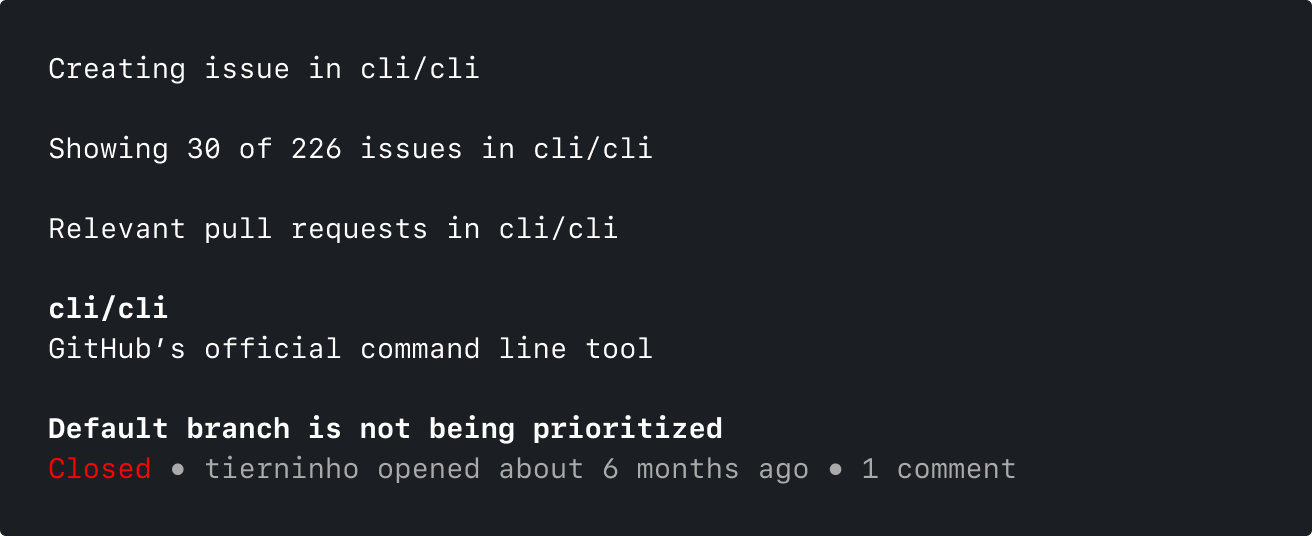 Creating issue in cli/cli
Showing 30 of 226 issues in cli/cli
Relevant pull requests in cli/cli
cli/cli
GitHub’s official command line tool
Default branch is not being prioritized
Closed • tierninho opened about 6 months ago • 1 comment